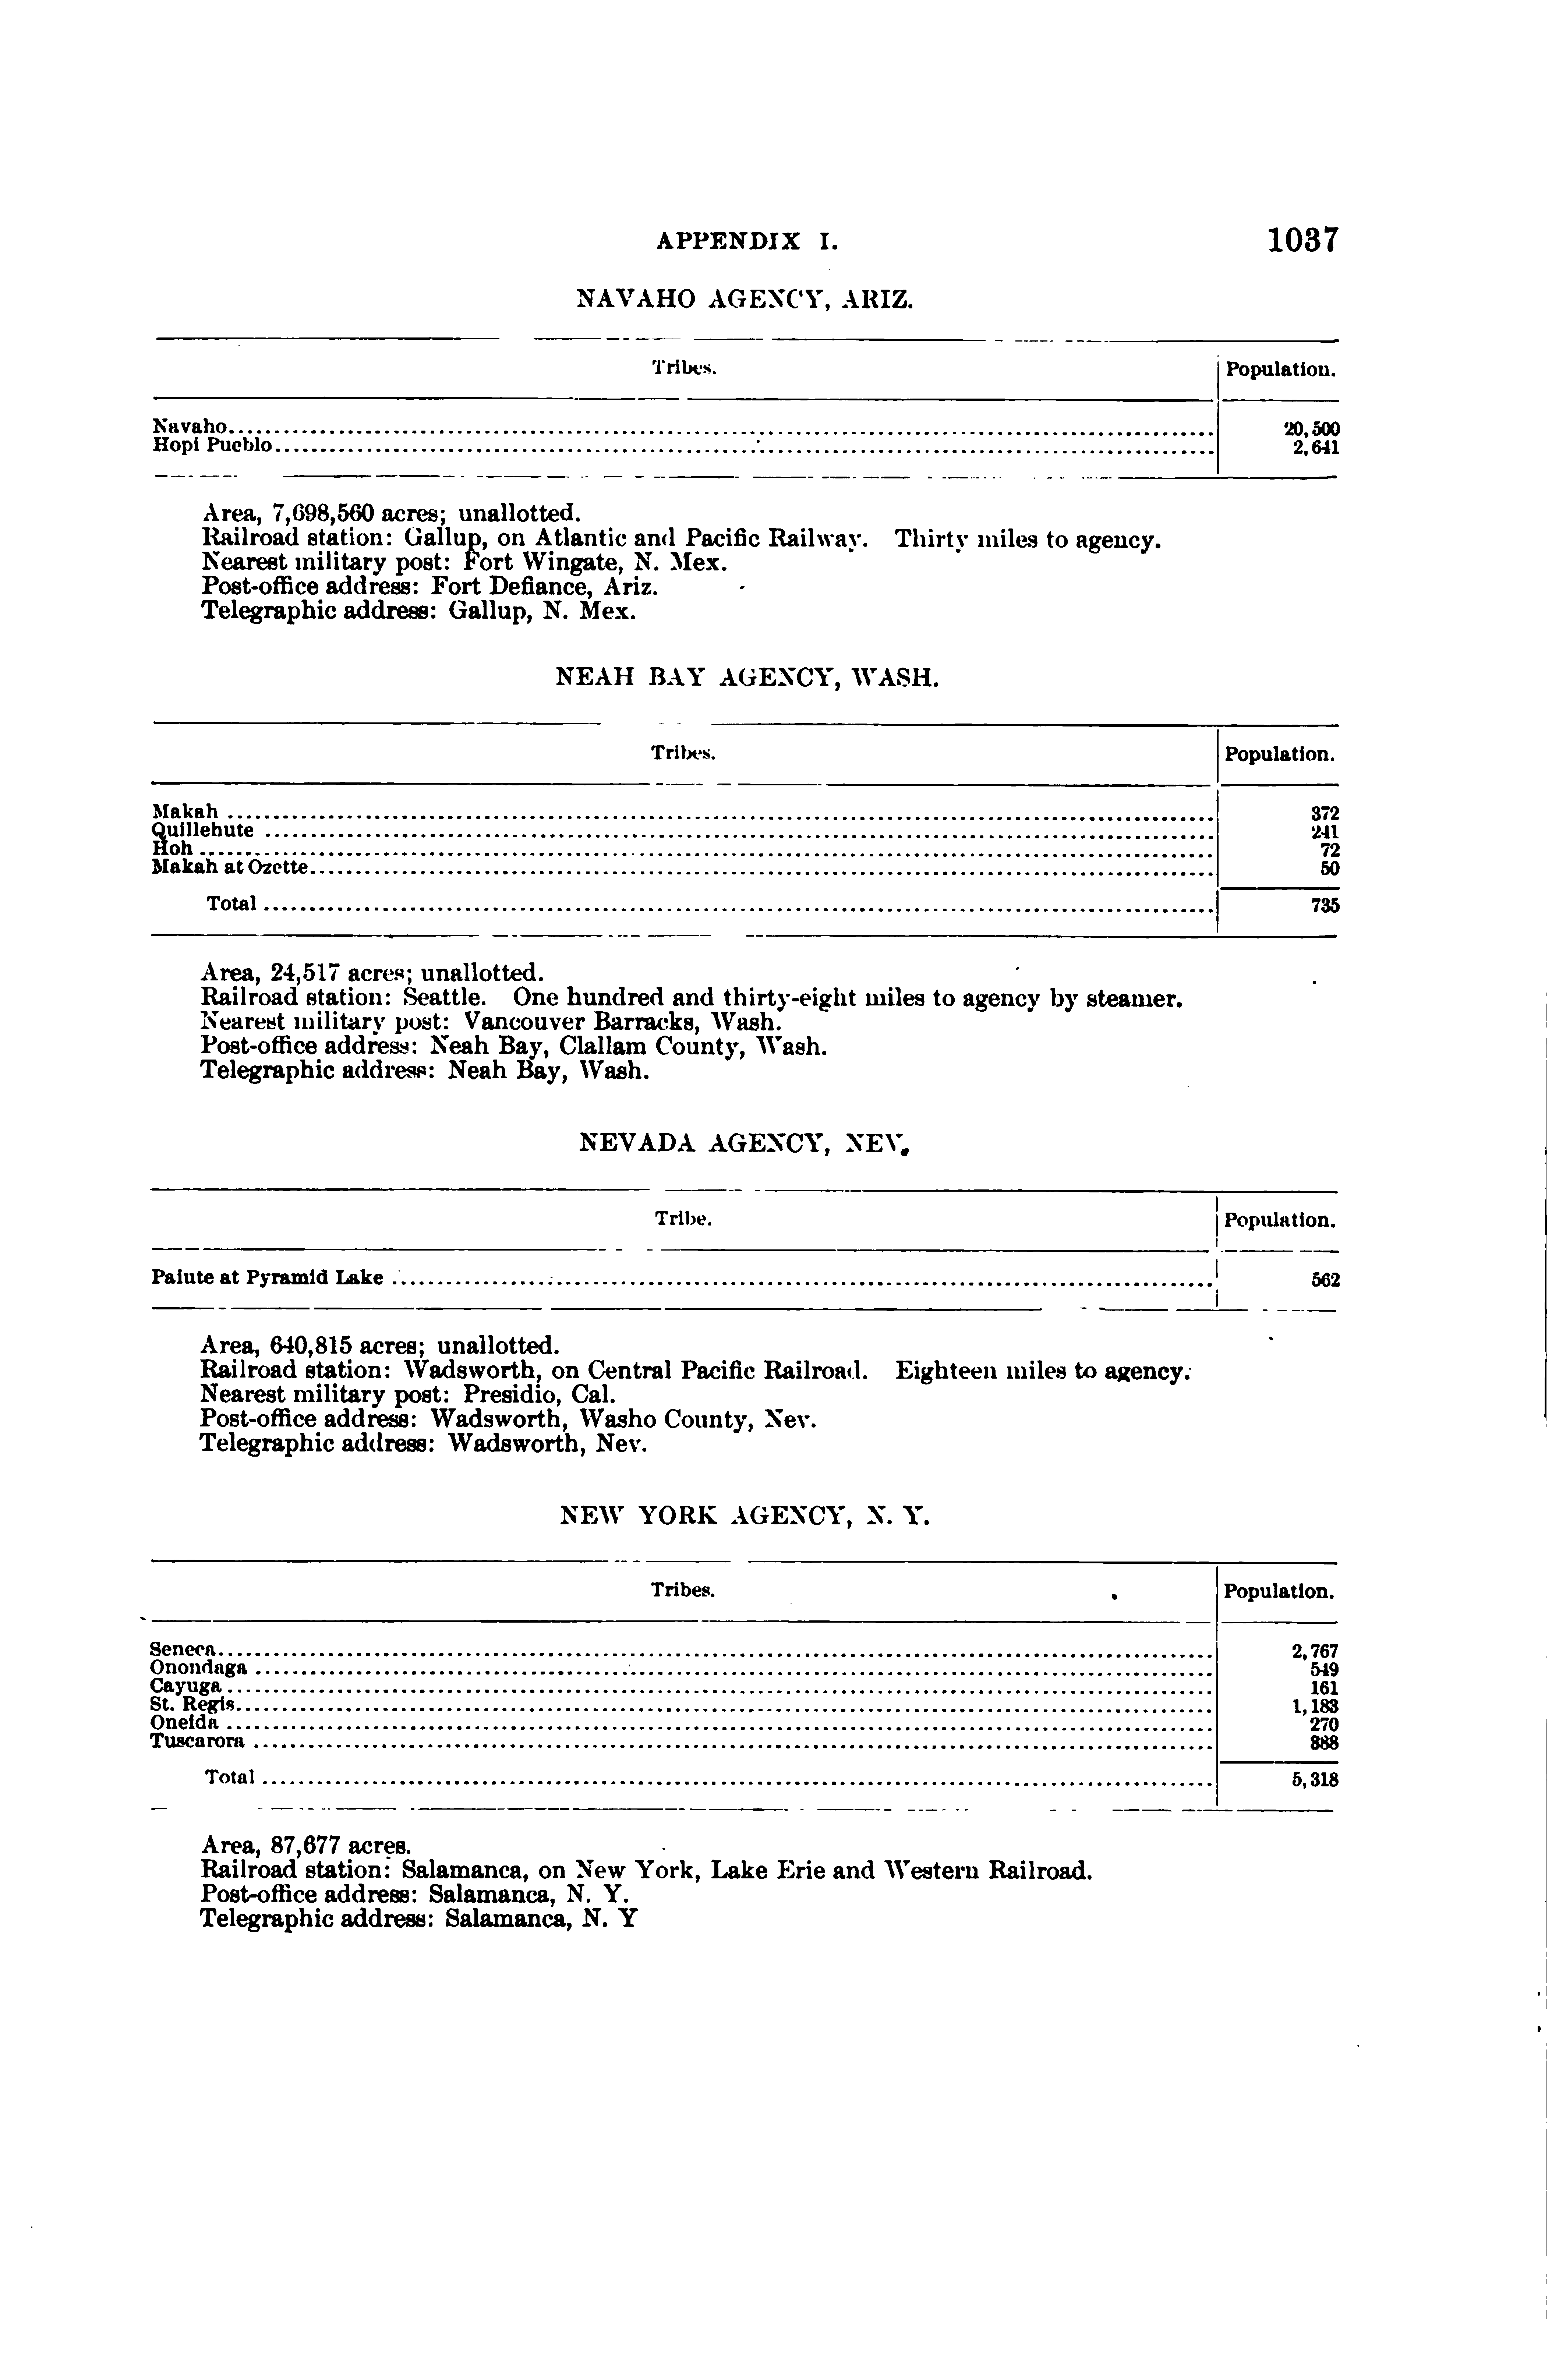 APPENDIX I. 1037
NAVAHO AGENCY, ARIZ.
Tribes. Population.
Navaho 20,500
Hopi Pueblo 2,641
Area, 7,698,560 acres; unallotted.
Railroad station: Gallup, on Atlantic and Pacific Railway. Thirty miles to agency.
Nearest military post: Fort Wingate, N. Mex.
Post-office address: Fort Defiance, Ariz.
Telegraphic address: Gallup, N. Mex.
NEAH BAY AGENCY, WASH.
Tribes. Population.
Makah 372
Quillehute 241
Hoh 72
Makah at Ozette 50
Total 735
Area, 24,517 acres; unallotted.
Railroad station: Seattle. One hundred and thirty-eight miles to agency by steamer.
Nearest military post: Vancouver Barracks, Wash.
Post-office address: Neah Bay, Clallam County, Wash.
Telegraphic address: Neah Bay, Wash.
NEVADA AGENCY, NEV.
Tribe. Population.
Paiute at Pyramid Lake 562
Area, 640,815 acres; unallotted.
Railroad station: Wadsworth, on Central Pacific Railroad. Eighteen miles to agency.
Nearest military post: Presidio, Cal.
Post-office address: Wadsworth, Washo County, Nev.
Telegraphic address: Wadsworth, Nev.
NEW YORK AGENCY, N. Y.
Tribes. Population.
Seneca 2,767
Onondaga 549
Cayuga 161
St. Regis 1,183
Oneida 270
Tuscarora 388
Total 5,318
Area, 87,677 acres.
Railroad station: Salamanca, on New York, Lake Erie and Western Railroad.
Post-office address: Salamanca, N. Y.
Telegraphic address: Salamanca, N. Y